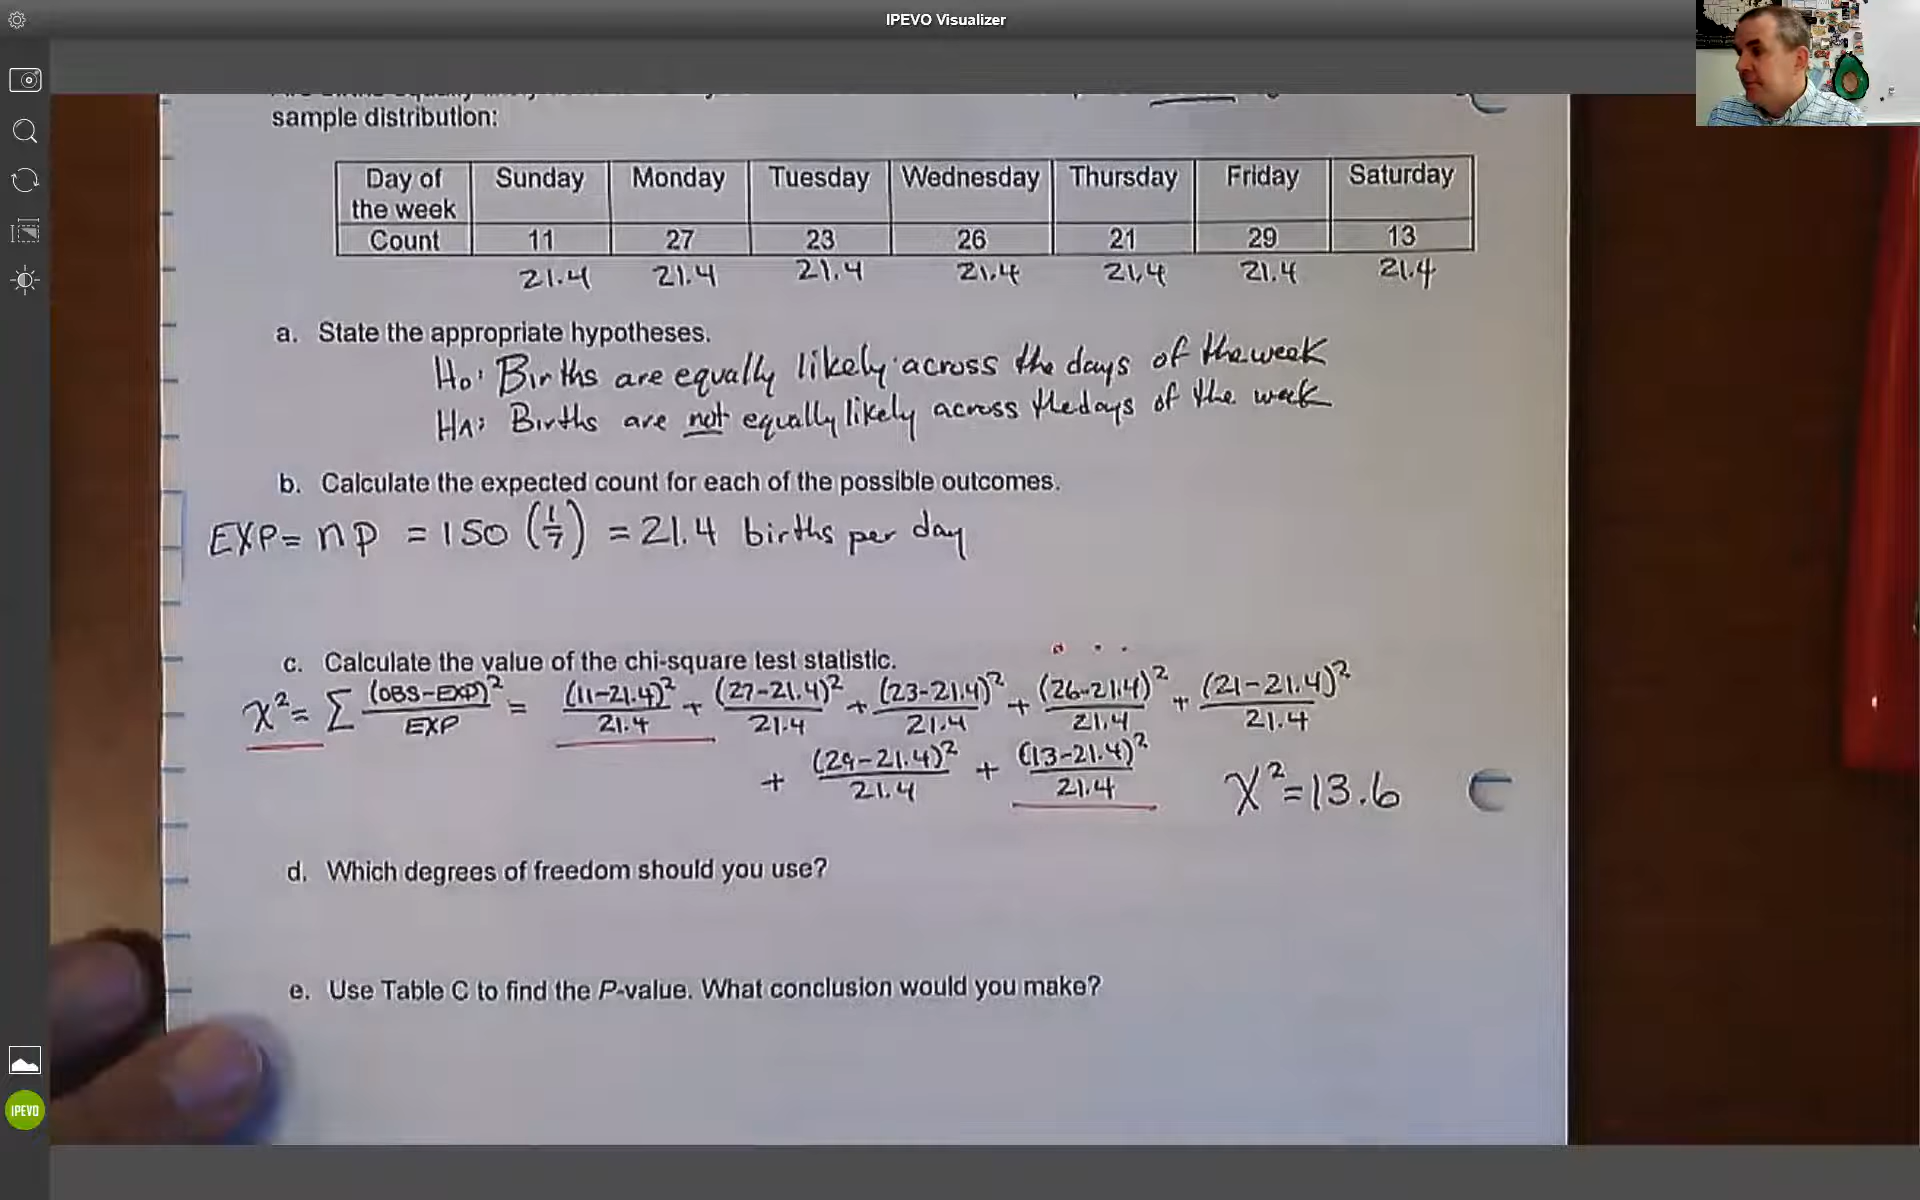 IPEVO Visualizer
sample distribution:
Day of the week Sunday Monday Tuesday Wednesday Thursday Friday Saturday
Count 11 27 23 26 21 29 13
21.4 21.4 21.4 21.4 21.4 21.4 21.4
a. State the appropriate hypotheses.
Ho: Births are equally likely across the days of the week
HA: Births are not equally likely across the days of the week
b. Calculate the expected count for each of the possible outcomes.
EXP = np = 150 (1/7) = 21.4 births per day
c. Calculate the value of the chi-square test statistic.
χ² = Σ (OBS-EXP)²/EXP = (11-21.4)²/21.4 + (27-21.4)²/21.4 + (23-21.4)²/21.4 + (26-21.4)²/21.4 + (21-21.4)²/21.4
+ (29-21.4)²/21.4 + (13-21.4)²/21.4 χ² = 13.6
d. Which degrees of freedom should you use?
e. Use Table C to find the P-value. What conclusion would you make?
IPEVO